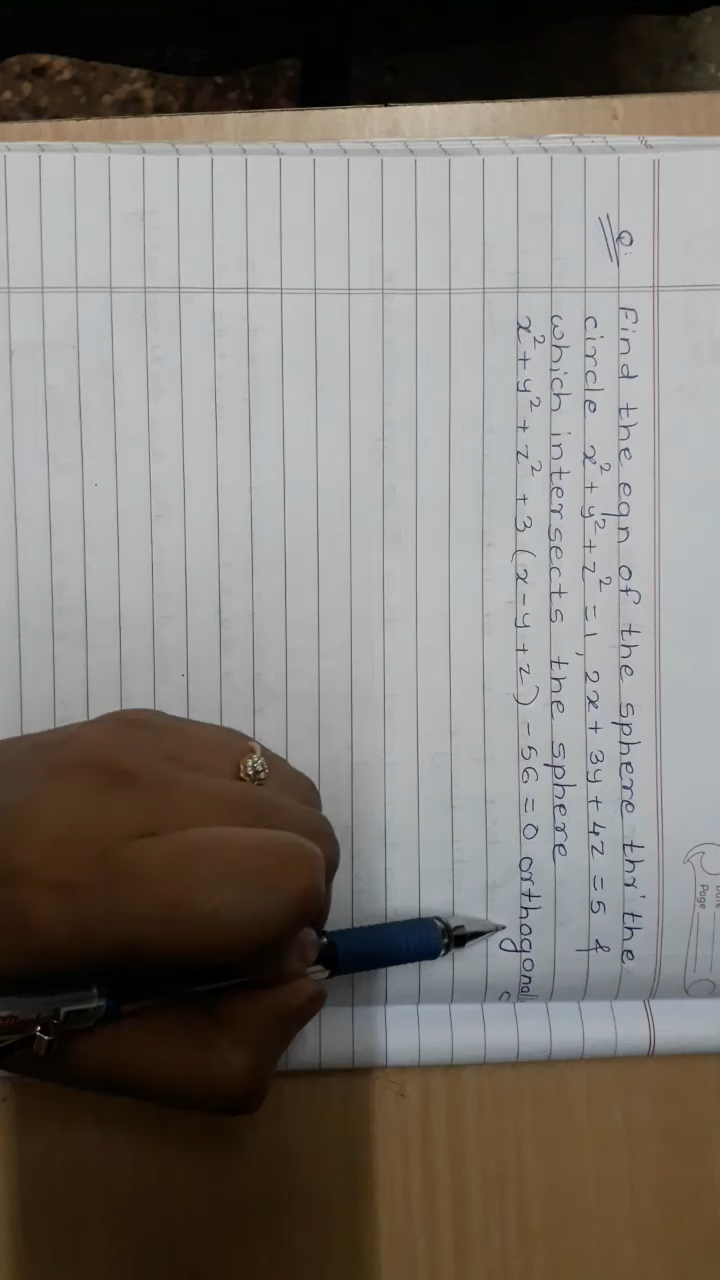 Q: Find the eqn of the sphere thr' the
circle x² + y² + z² = 1, 2x + 3y + 4z = 5 &
which intersects the sphere
x² + y² + z² + 3 (x - y + z) - 56 = 0
Page